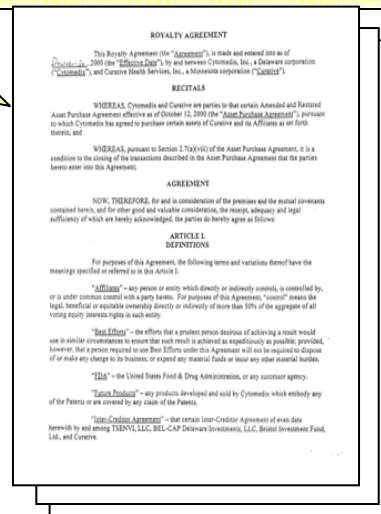 ROYALTY AGREEMENT
This Royalty Agreement (the "Agreement"), is made and entered into as of
, 2000 (the "Effective Date"), by and between Cytomedix, Inc., a Delaware corporation
("Cytomedix"), and Curative Health Services, Inc., a Minnesota corporation ("Curative").
RECITALS
WHEREAS, Cytomedix and Curative are parties to that certain Amended and Restated
Asset Purchase Agreement effective as of October 12, 2000 (the "Asset Purchase Agreement"), pursuant
to which Cytomedix has agreed to purchase certain assets of Curative and its Affiliates as set forth
therein; and
WHEREAS, pursuant to Section 2.7(a)(viii) of the Asset Purchase Agreement, it is a
condition to the closing of the transactions described in the Asset Purchase Agreement that the parties
hereto enter into this Agreement;
AGREEMENT
NOW, THEREFORE, for and in consideration of the premises and the mutual covenants
contained herein, and for other good and valuable consideration, the receipt, adequacy and legal
sufficiency of which are hereby acknowledged, the parties do hereby agree as follows:
ARTICLE I.
DEFINITIONS
For purposes of this Agreement, the following terms and variations thereof have the
meanings specified or referred to in this Article I:
"Affiliates" – any person or entity which directly or indirectly controls, is controlled by,
or is under common control with a party hereto. For purposes of this Agreement, "control" means the
legal, beneficial or equitable ownership directly or indirectly of more than 50% of the aggregate of all
voting equity interests rights in such entity.
"Best Efforts" – the efforts that a prudent person desirous of achieving a result would
use in similar circumstances to ensure that such result is achieved as expeditiously as possible; provided,
however, that a person required to use Best Efforts under this Agreement will not be required to dispose
of or make any change to its business, or expend any material funds or incur any other material burden.
"FDA" – the United States Food & Drug Administration, or any successor agency.
"Future Products" – any products developed and sold by Cytomedix which embody any
of the Patents or are covered by any claim of the Patents.
"Inter-Creditor Agreement" – that certain Inter-Creditor Agreement of even date
herewith by and among TSENVI, LLC, BEL-CAP Delaware Investments, LLC, Bristol Investment Fund,
Ltd., and Curative.